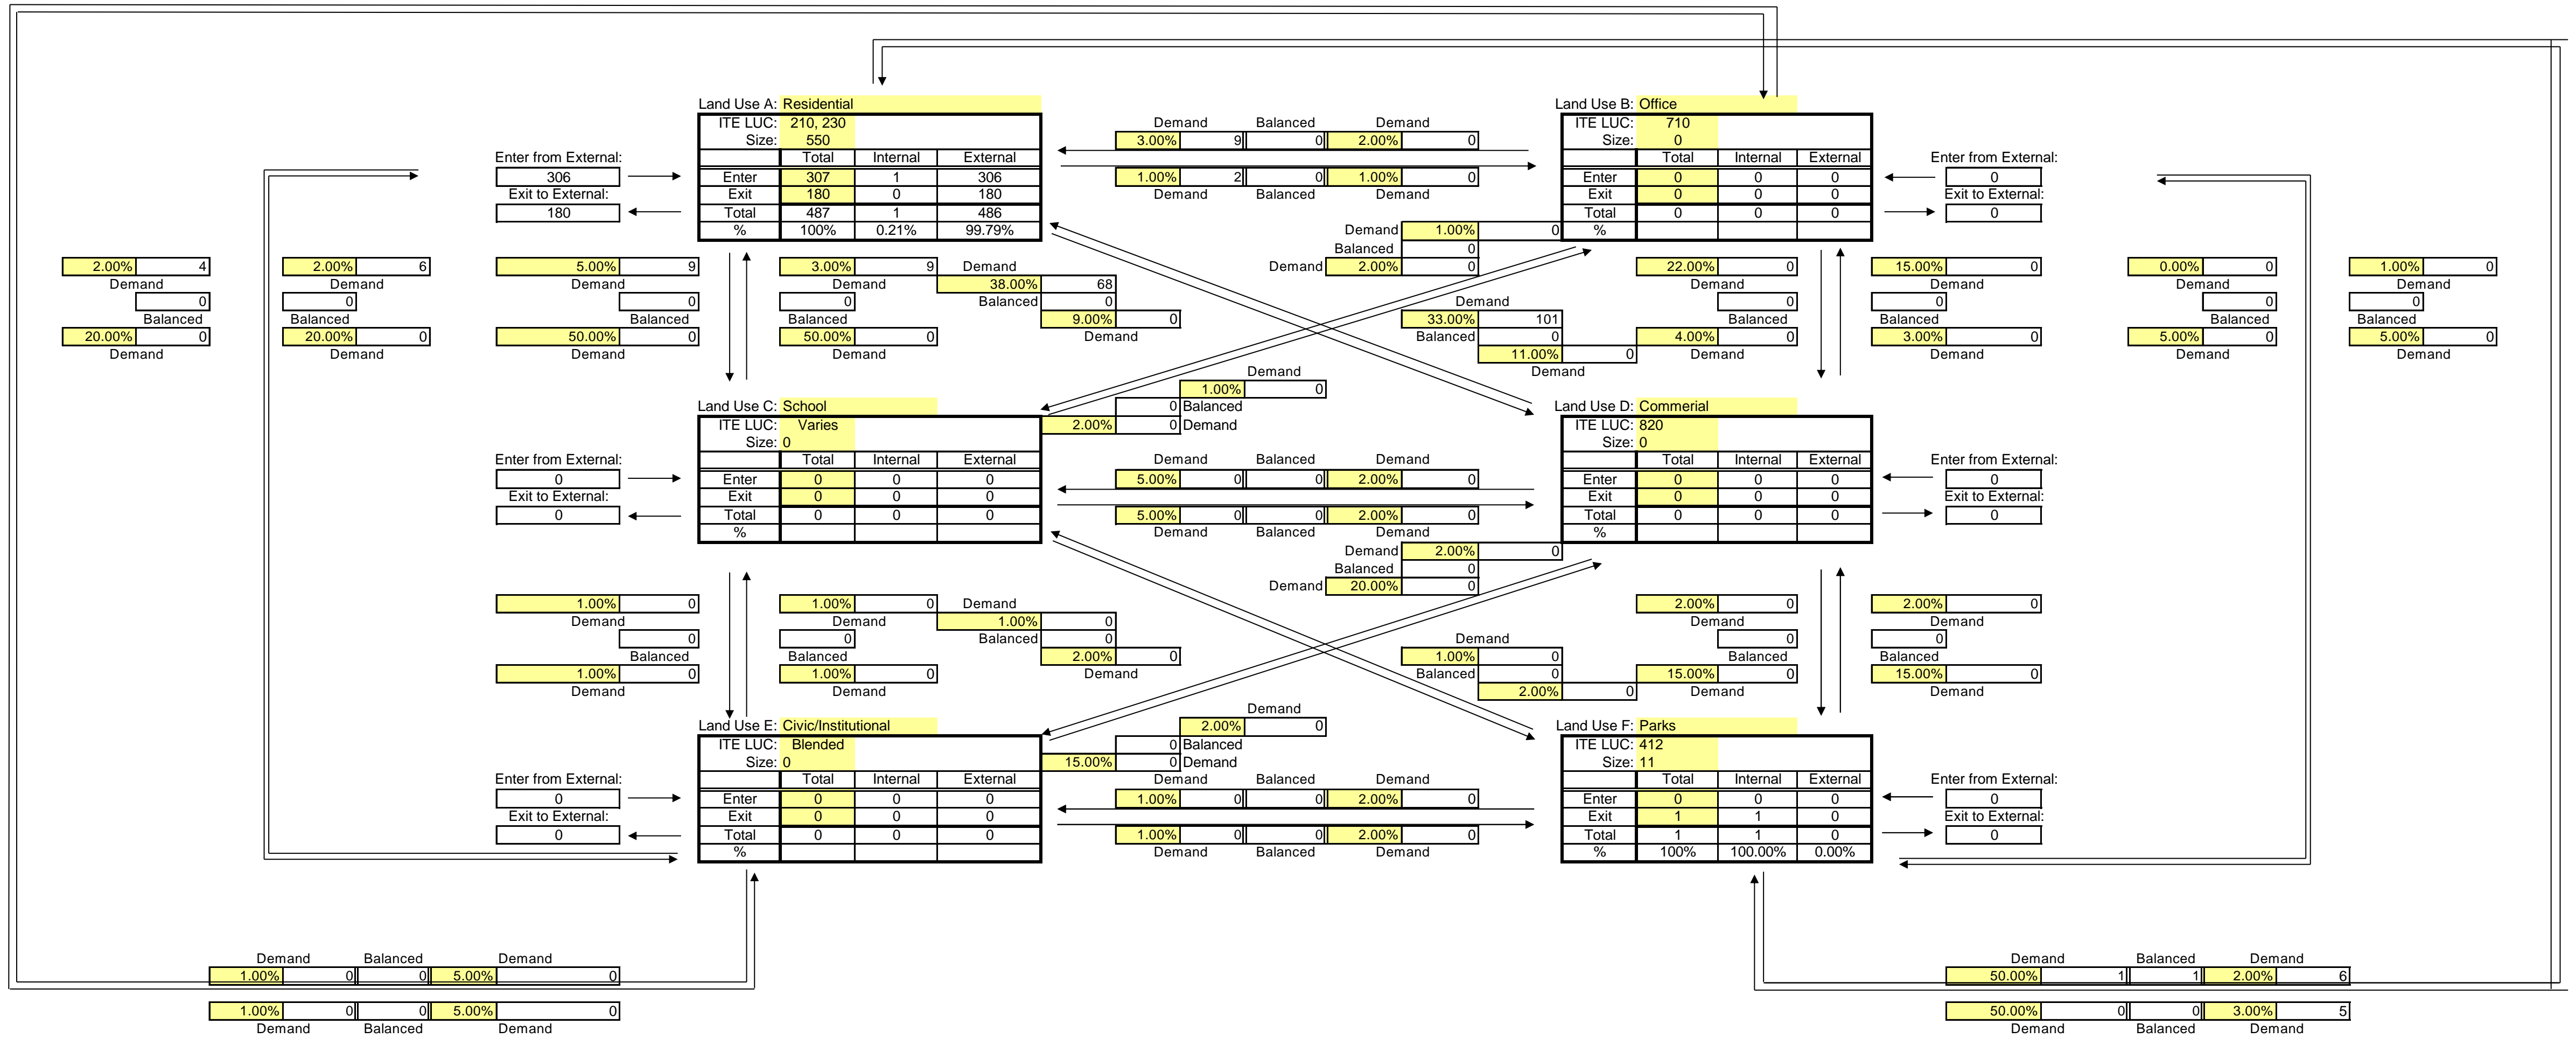 Land Use A: Residential
ITE LUC: 210, 230
Size: 550
Total Internal External
Enter 307 1 306
Exit 180 0 180
Total 487 1 486
% 100% 0.21% 99.79%
Enter from External:
306
Exit to External:
180
Demand Balanced Demand
3.00% 9 0 2.00% 0
1.00% 2 0 1.00% 0
Demand Balanced Demand
Land Use B: Office
ITE LUC: 710
Size: 0
Total Internal External
Enter 0 0 0
Exit 0 0 0
Total 0 0 0
%
Enter from External:
0
Exit to External:
0
Demand 1.00% 0
Balanced 0
Demand 2.00% 0
2.00% 4
Demand
0
Balanced
20.00% 0
Demand
2.00% 6
Demand
0
Balanced
20.00% 0
Demand
5.00% 9
Demand
0
Balanced
50.00% 0
Demand
3.00% 9
Demand
0
Balanced
50.00% 0
Demand
Demand
38.00% 68
Balanced 0
9.00% 0
Demand
Demand
33.00% 101
Balanced 0
11.00% 0
Demand
22.00% 0
Demand
0
Balanced
4.00% 0
Demand
15.00% 0
Demand
0
Balanced
3.00% 0
Demand
0.00% 0
Demand
0
Balanced
5.00% 0
Demand
1.00% 0
Demand
0
Balanced
5.00% 0
Demand
Demand
1.00% 0
0 Balanced
2.00% 0 Demand
Land Use C: School
ITE LUC: Varies
Size: 0
Total Internal External
Enter 0 0 0
Exit 0 0 0
Total 0 0 0
%
Enter from External:
0
Exit to External:
0
Demand Balanced Demand
5.00% 0 0 2.00% 0
5.00% 0 0 2.00% 0
Demand Balanced Demand
Land Use D: Commerial
ITE LUC: 820
Size: 0
Total Internal External
Enter 0 0 0
Exit 0 0 0
Total 0 0 0
%
Enter from External:
0
Exit to External:
0
Demand 2.00% 0
Balanced 0
Demand 20.00% 0
1.00% 0
Demand
0
Balanced
1.00% 0
Demand
1.00% 0
Demand
0
Balanced
1.00% 0
Demand
Demand
1.00% 0
Balanced 0
2.00% 0
Demand
Demand
1.00% 0
Balanced 0
2.00% 0
2.00% 0
Demand
0
Balanced
15.00% 0
Demand
2.00% 0
Demand
0
Balanced
15.00% 0
Demand
Demand
2.00% 0
0 Balanced
15.00% 0 Demand
Land Use E: Civic/Institutional
ITE LUC: Blended
Size: 0
Total Internal External
Enter 0 0 0
Exit 0 0 0
Total 0 0 0
%
Enter from External:
0
Exit to External:
0
Demand Balanced Demand
1.00% 0 0 2.00% 0
1.00% 0 0 2.00% 0
Demand Balanced Demand
Land Use F: Parks
ITE LUC: 412
Size: 11
Total Internal External
Enter 0 0 0
Exit 1 1 0
Total 1 1 0
% 100% 100.00% 0.00%
Enter from External:
0
Exit to External:
0
Demand Balanced Demand
1.00% 0 0 5.00% 0
1.00% 0 0 5.00% 0
Demand Balanced Demand
Demand Balanced Demand
50.00% 1 1 2.00% 6
50.00% 0 0 3.00% 5
Demand Balanced Demand